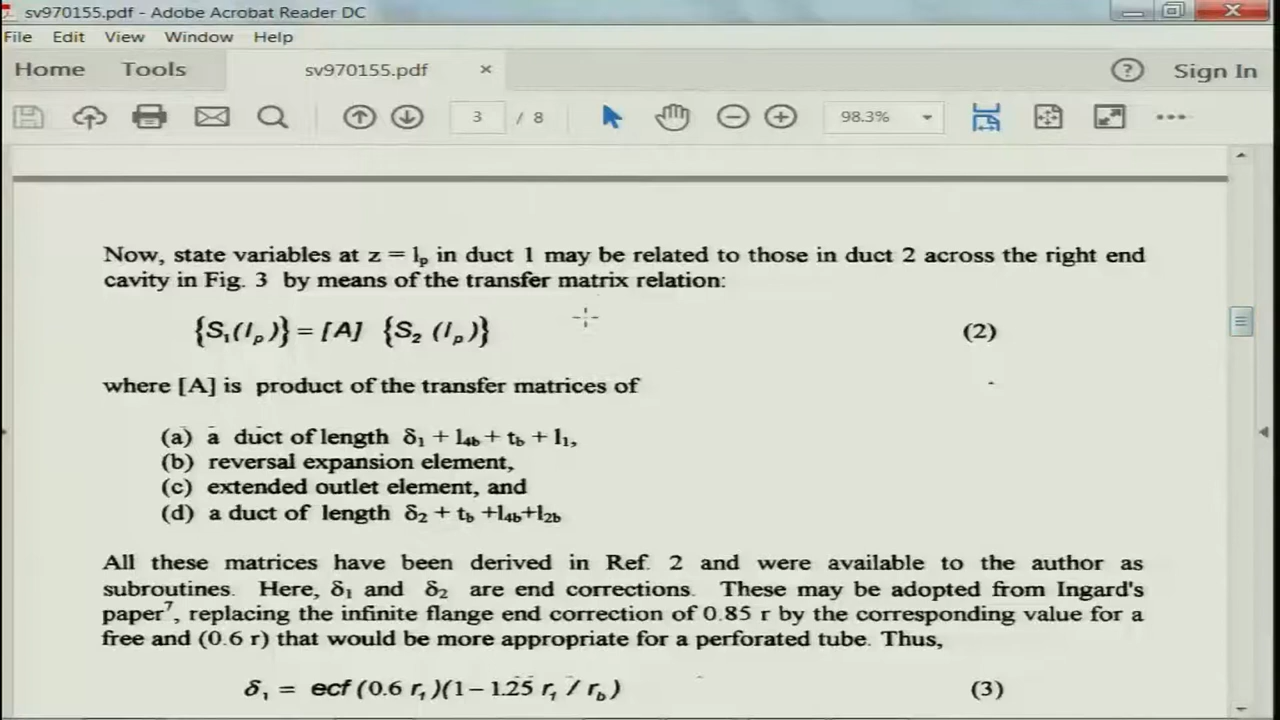 sv970155.pdf - Adobe Acrobat Reader DC
File Edit View Window Help
Home Tools sv970155.pdf × ? Sign In
3 / 8 98.3%
Now, state variables at z = lₚ in duct 1 may be related to those in duct 2 across the right end
cavity in Fig. 3 by means of the transfer matrix relation:
{S₁(lₚ)} = [A] {S₂ (lₚ)} (2)
where [A] is product of the transfer matrices of
(a) a duct of length δ₁ + l₄b + tb + l₁,
(b) reversal expansion element,
(c) extended outlet element, and
(d) a duct of length δ₂ + tb +l₄b+l₂b
All these matrices have been derived in Ref. 2 and were available to the author as
subroutines. Here, δ₁ and δ₂ are end corrections. These may be adopted from Ingard's
paper⁷, replacing the infinite flange end correction of 0.85 r by the corresponding value for a
free and (0.6 r) that would be more appropriate for a perforated tube. Thus,
δ₁ = ecf (0.6 r₁)(1 – 1.25 r₁ / rb) (3)